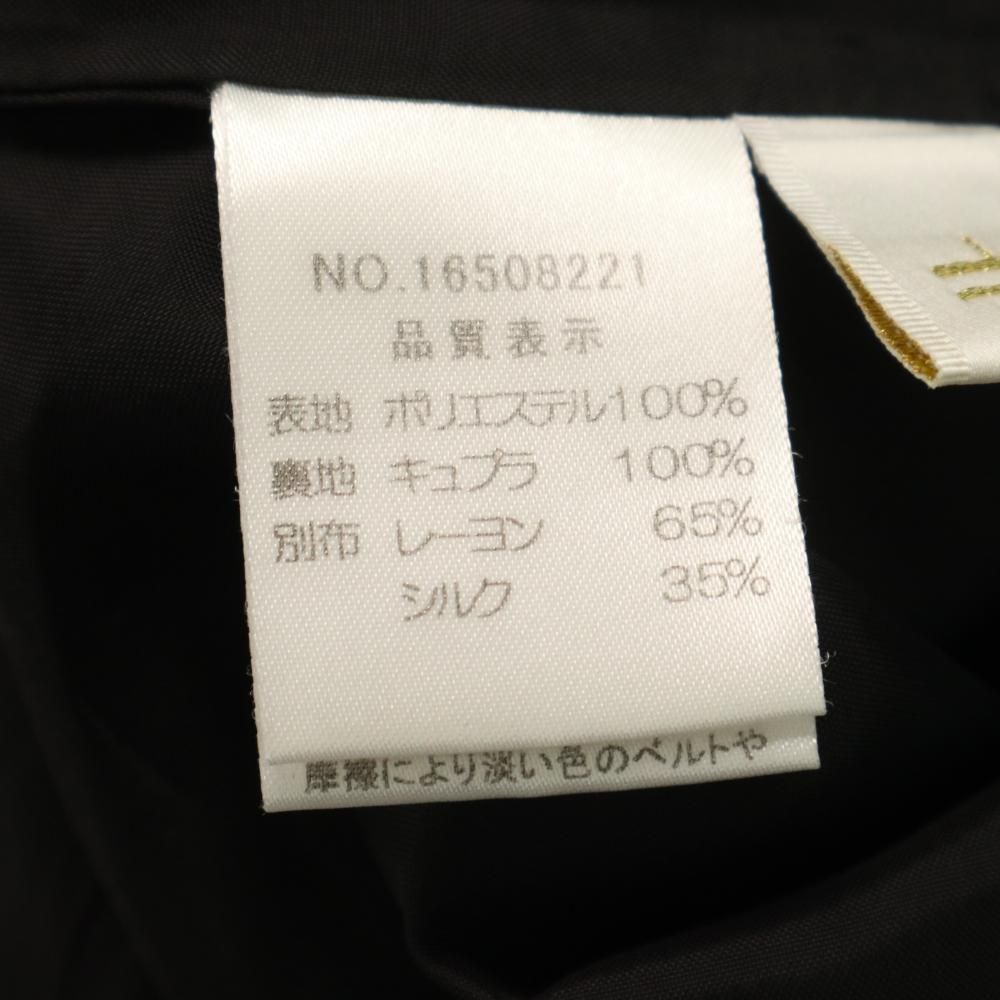 NO.16508221
品質表示
表地 ポリエステル100%
裏地 キュプラ 100%
別布 レーヨン 65%
シルク 35%
摩擦により淡い色のベルトや